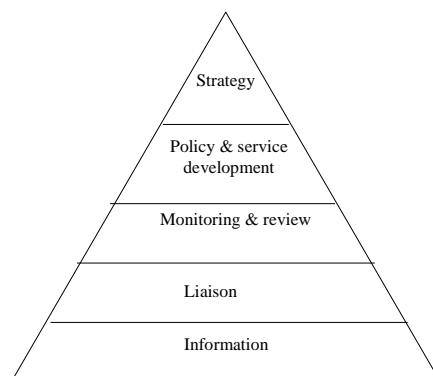 Strategy
Policy & service
development
Monitoring & review
Liaison
Information